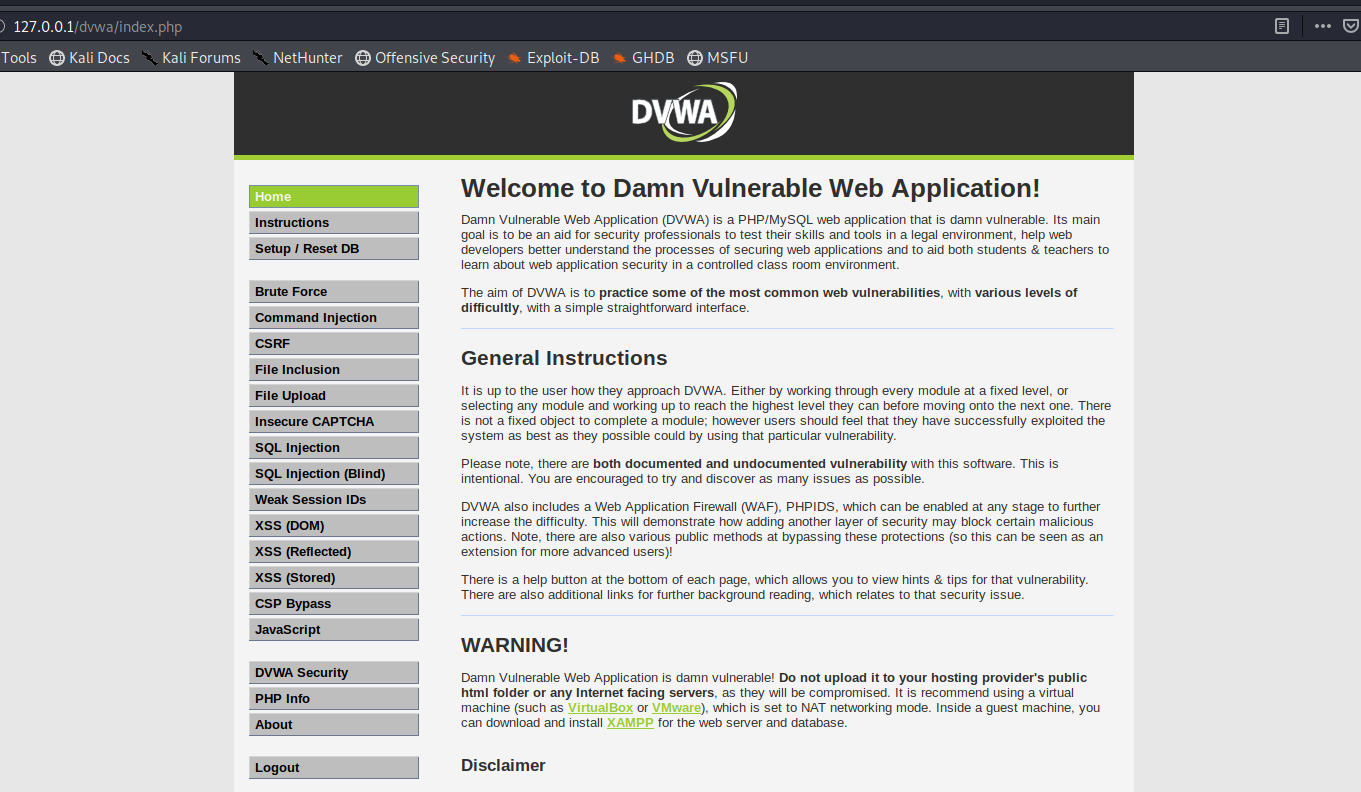 127.0.0.1/dvwa/index.php
Tools Kali Docs Kali Forums NetHunter Offensive Security Exploit-DB GHDB MSFU
DVWA
Home
Instructions
Setup / Reset DB
Brute Force
Command Injection
CSRF
File Inclusion
File Upload
Insecure CAPTCHA
SQL Injection
SQL Injection (Blind)
Weak Session IDs
XSS (DOM)
XSS (Reflected)
XSS (Stored)
CSP Bypass
JavaScript
DVWA Security
PHP Info
About
Logout
Welcome to Damn Vulnerable Web Application!
Damn Vulnerable Web Application (DVWA) is a PHP/MySQL web application that is damn vulnerable. Its main
goal is to be an aid for security professionals to test their skills and tools in a legal environment, help web
developers better understand the processes of securing web applications and to aid both students & teachers to
learn about web application security in a controlled class room environment.
The aim of DVWA is to practice some of the most common web vulnerabilities, with various levels of
difficultly, with a simple straightforward interface.
General Instructions
It is up to the user how they approach DVWA. Either by working through every module at a fixed level, or
selecting any module and working up to reach the highest level they can before moving onto the next one. There
is not a fixed object to complete a module; however users should feel that they have successfully exploited the
system as best as they possible could by using that particular vulnerability.
Please note, there are both documented and undocumented vulnerability with this software. This is
intentional. You are encouraged to try and discover as many issues as possible.
DVWA also includes a Web Application Firewall (WAF), PHPIDS, which can be enabled at any stage to further
increase the difficulty. This will demonstrate how adding another layer of security may block certain malicious
actions. Note, there are also various public methods at bypassing these protections (so this can be seen as an
extension for more advanced users)!
There is a help button at the bottom of each page, which allows you to view hints & tips for that vulnerability.
There are also additional links for further background reading, which relates to that security issue.
WARNING!
Damn Vulnerable Web Application is damn vulnerable! Do not upload it to your hosting provider's public
html folder or any Internet facing servers, as they will be compromised. It is recommend using a virtual
machine (such as VirtualBox or VMware), which is set to NAT networking mode. Inside a guest machine, you
can download and install XAMPP for the web server and database.
Disclaimer